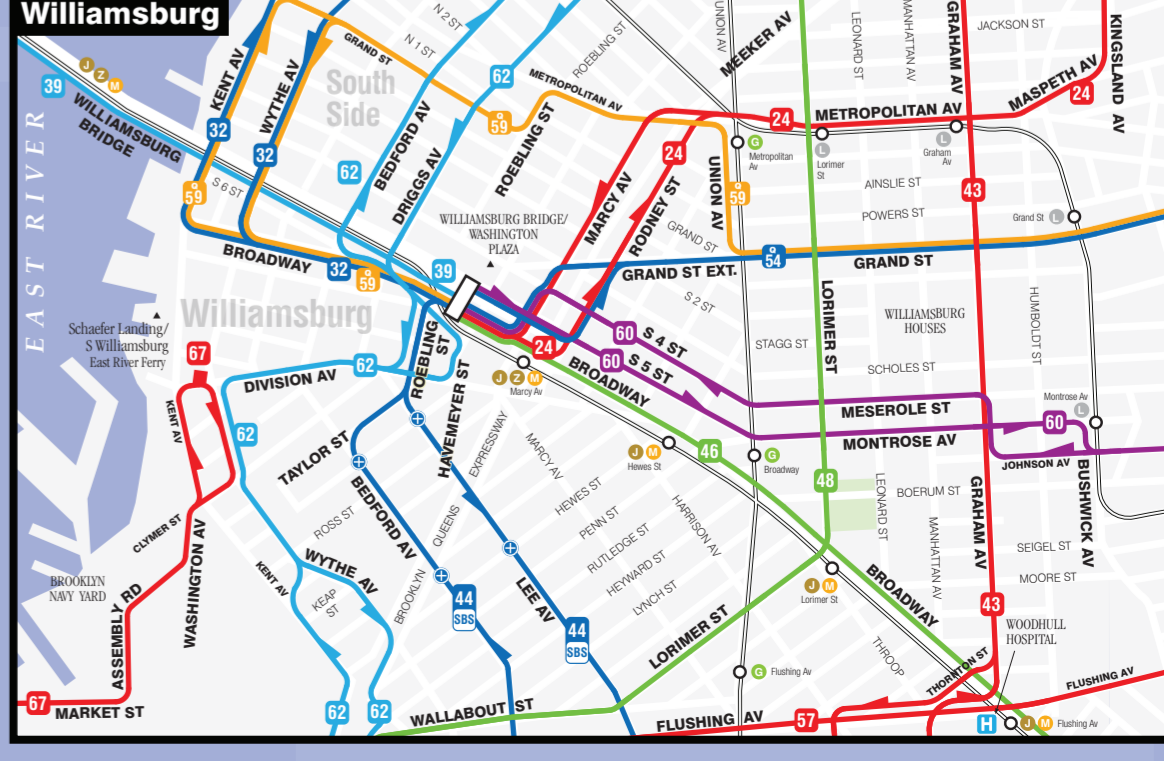 Williamsburg
N 2 ST
N 1 ST
GRAND ST
ROEBLING ST
UNION AV
MEEKER AV
LEONARD ST
MANHATTAN AV
GRAHAM AV
JACKSON ST
KINGSLAND AV
MASPETH AV
24
39
J Z M
WILLIAMSBURG
BRIDGE
EAST RIVER
KENT AV
WYTHE AV
32
32
South
Side
62
METROPOLITAN AV
59
24
METROPOLITAN AV
G
Metropolitan
Av
L
Lorimer
St
L
Graham
Av
59
S 6 ST
62
BEDFORD AV
DRIGGS AV
ROEBLING ST
24
MARCY AV
RODNEY ST
UNION AV
59
AINSLIE ST
POWERS ST
43
Grand St
L
WILLIAMSBURG BRIDGE/
WASHINGTON
PLAZA
GRAND ST
BROADWAY
32
59
39
GRAND ST EXT.
54
GRAND ST
Williamsburg
Schaefer Landing/
S Williamsburg
East River Ferry
67
S 2 ST
LORIMER ST
WILLIAMSBURG
HOUSES
HUMBOLDT ST
STAGG ST
SCHOLES ST
60
S 4 ST
60
S 5 ST
24
BROADWAY
J Z M
Marcy Av
DIVISION AV
62
ROEBLING
ST
HAVEMEYER ST
KENT AV
62
MESEROLE ST
MONTROSE AV
Montrose Av
L
60
JOHNSON AV
BUSHWICK AV
TAYLOR ST
BEDFORD AV
EXPRESSWAY
QUEENS
BROOKLYN
MARCY AV
J M
Hewes St
46
G
Broadway
48
LEONARD ST
BOERUM ST
GRAHAM AV
CLYMER ST
WASHINGTON AV
ROSS ST
HEWES ST
PENN ST
RUTLEDGE ST
HEYWARD ST
LYNCH ST
HARRISON AV
MANHATTAN AV
SEIGEL ST
MOORE ST
BROOKLYN
NAVY YARD
ASSEMBLY RD
KENT AV
WYTHE AV
KEAP
ST
44
SBS
LEE AV
44
SBS
J M
Lorimer St
BROADWAY
43
WOODHULL
HOSPITAL
LORIMER ST
G
Flushing Av
THROOP
THORNTON ST
FLUSHING AV
67
MARKET ST
62
62
WALLABOUT ST
FLUSHING AV
57
H
J M
Flushing Av